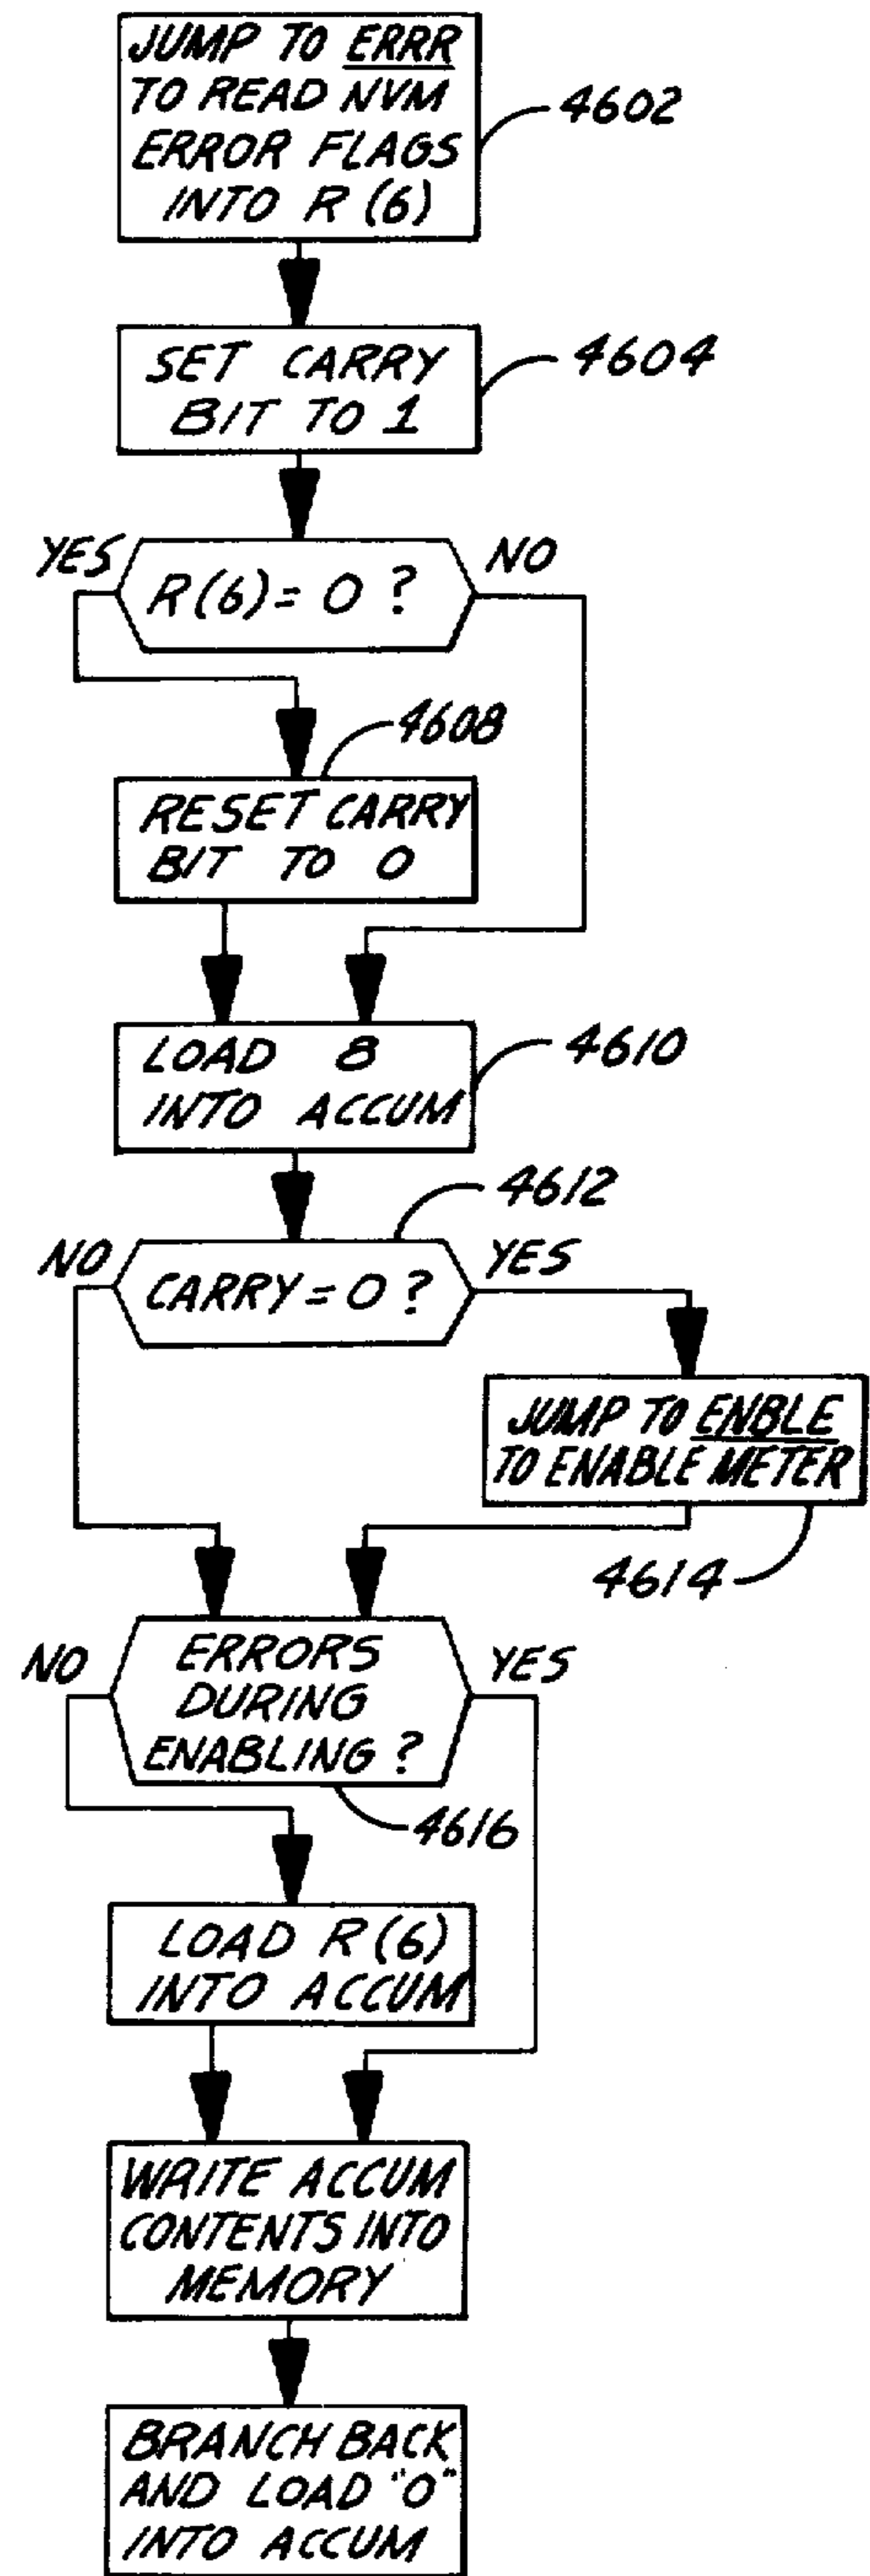 JUMP TO ERRR
TO READ NVM
ERROR FLAGS
INTO R (6)
4602
SET CARRY
BIT TO 1
4604
YES
R(6) = 0 ?
NO
4608
RESET CARRY
BIT TO 0
LOAD 8
INTO ACCUM
4610
4612
NO
CARRY = 0 ?
YES
JUMP TO ENBLE
TO ENABLE METER
4614
NO
ERRORS
DURING
ENABLING ?
YES
4616
LOAD R(6)
INTO ACCUM
WRITE ACCUM
CONTENTS INTO
MEMORY
BRANCH BACK
AND LOAD "0"
INTO ACCUM